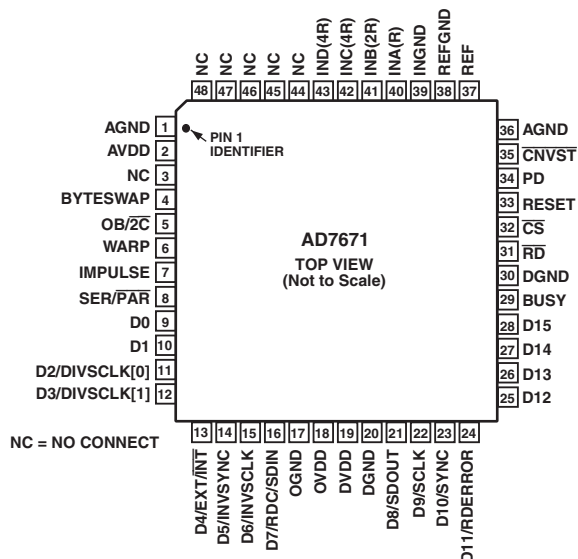 NC
NC
NC
NC
NC
IND(4R)
INC(4R)
INB(2R)
INA(R)
INGND
REFGND
REF
48 47 46 45 44 43 42 41 40 39 38 37
AGND 1
AVDD 2
NC 3
BYTESWAP 4
OB/2C 5
WARP 6
IMPULSE 7
SER/PAR 8
D0 9
D1 10
D2/DIVSCLK[0] 11
D3/DIVSCLK[1] 12
PIN 1
IDENTIFIER
AD7671
TOP VIEW
(Not to Scale)
36 AGND
35 CNVST
34 PD
33 RESET
32 CS
31 RD
30 DGND
29 BUSY
28 D15
27 D14
26 D13
25 D12
NC = NO CONNECT
13 14 15 16 17 18 19 20 21 22 23 24
D4/EXT/INT
D5/INVSYNC
D6/INVSCLK
D7/RDC/SDIN
OGND
OVDD
DVDD
DGND
D8/SDOUT
D9/SCLK
D10/SYNC
D11/RDERROR